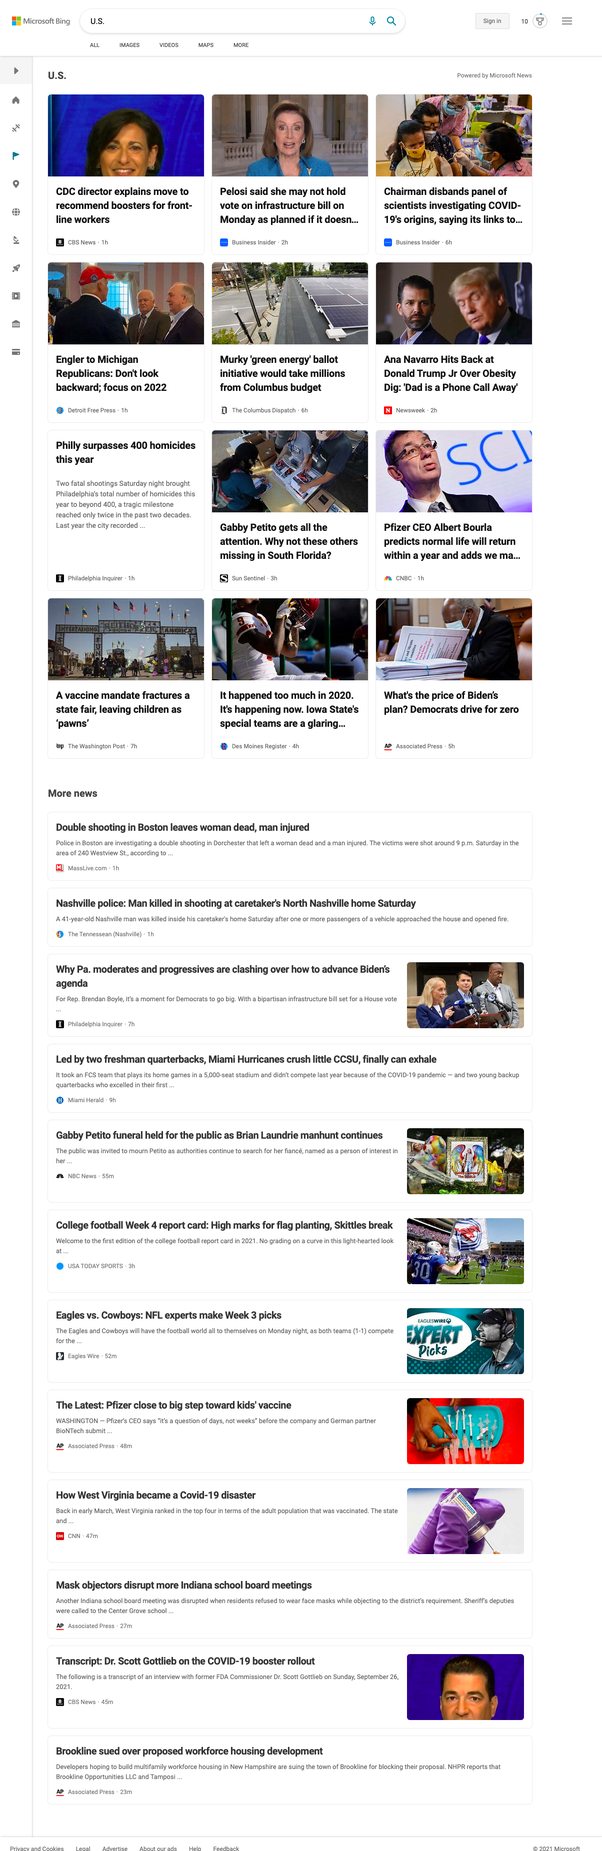 Microsoft Bing
U.S.
Sign in
10
ALL IMAGES VIDEOS MAPS MORE
U.S.
Powered by Microsoft News
CDC director explains move to
recommend boosters for front-
line workers
CBS News · 1h
Pelosi said she may not hold
vote on infrastructure bill on
Monday as planned if it doesn...
Business Insider · 2h
Chairman disbands panel of
scientists investigating COVID-
19's origins, saying its links to...
Business Insider · 6h
Engler to Michigan
Republicans: Don't look
backward; focus on 2022
Detroit Free Press · 1h
Murky 'green energy' ballot
initiative would take millions
from Columbus budget
The Columbus Dispatch · 6h
Ana Navarro Hits Back at
Donald Trump Jr Over Obesity
Dig: 'Dad is a Phone Call Away'
Newsweek · 2h
Philly surpasses 400 homicides
this year
Two fatal shootings Saturday night brought
Philadelphia's total number of homicides this
year to beyond 400, a tragic milestone
reached only twice in the past two decades.
Last year the city recorded ...
Philadelphia Inquirer · 1h
Gabby Petito gets all the
attention. Why not these others
missing in South Florida?
Sun Sentinel · 3h
SCI
Pfizer CEO Albert Bourla
predicts normal life will return
within a year and adds we ma...
CNBC · 1h
A vaccine mandate fractures a
state fair, leaving children as
'pawns'
The Washington Post · 7h
It happened too much in 2020.
It's happening now. Iowa State's
special teams are a glaring...
Des Moines Register · 4h
What's the price of Biden's
plan? Democrats drive for zero
AP Associated Press · 5h
More news
Double shooting in Boston leaves woman dead, man injured
Police in Boston are investigating a double shooting in Dorchester that left a woman dead and a man injured. The victims were shot around 9 p.m. Saturday in the
area of 240 Westview St., according to ...
MassLive.com · 1h
Nashville police: Man killed in shooting at caretaker's North Nashville home Saturday
A 41-year-old Nashville man was killed inside his caretaker's home Saturday after one or more passengers of a vehicle approached the house and opened fire.
The Tennessean (Nashville) · 1h
Why Pa. moderates and progressives are clashing over how to advance Biden's
agenda
For Rep. Brendan Boyle, it's a moment for Democrats to go big. With a bipartisan infrastructure bill set for a House vote
...
Philadelphia Inquirer · 7h
Led by two freshman quarterbacks, Miami Hurricanes crush little CCSU, finally can exhale
It took an FCS team that plays its home games in a 5,000-seat stadium and didn't compete last year because of the COVID-19 pandemic — and two young backup
quarterbacks who excelled in their first ...
Miami Herald · 9h
Gabby Petito funeral held for the public as Brian Laundrie manhunt continues
The public was invited to mourn Petito as authorities continue to search for her fiancé, named as a person of interest in
her ...
NBC News · 55m
College football Week 4 report card: High marks for flag planting, Skittles break
Welcome to the first edition of the college football report card in 2021. No grading on a curve in this light-hearted look
at ...
USA TODAY SPORTS · 3h
30
Eagles vs. Cowboys: NFL experts make Week 3 picks
The Eagles and Cowboys will have the football world all to themselves on Monday night, as both teams (1-1) compete
for the ...
Eagles Wire · 52m
EAGLESWIRE
EXPERT
Picks
The Latest: Pfizer close to big step toward kids' vaccine
WASHINGTON — Pfizer's CEO says "it's a question of days, not weeks" before the company and German partner
BioNTech submit ...
AP Associated Press · 48m
How West Virginia became a Covid-19 disaster
Back in early March, West Virginia ranked in the top four in terms of the adult population that was vaccinated. The state
and ...
CNN · 47m
Mask objectors disrupt more Indiana school board meetings
Another Indiana school board meeting was disrupted when residents refused to wear face masks while objecting to the district's requirement. Sheriff's deputies
were called to the Center Grove school ...
AP Associated Press · 27m
Transcript: Dr. Scott Gottlieb on the COVID-19 booster rollout
The following is a transcript of an interview with former FDA Commissioner Dr. Scott Gottlieb on Sunday, September 26,
2021.
CBS News · 45m
Brookline sued over proposed workforce housing development
Developers hoping to build multifamily workforce housing in New Hampshire are suing the town of Brookline for blocking their proposal. NHPR reports that
Brookline Opportunities LLC and Tamposi ...
AP Associated Press · 23m
Privacy and Cookies Legal Advertise About our ads Help Feedback
© 2021 Microsoft